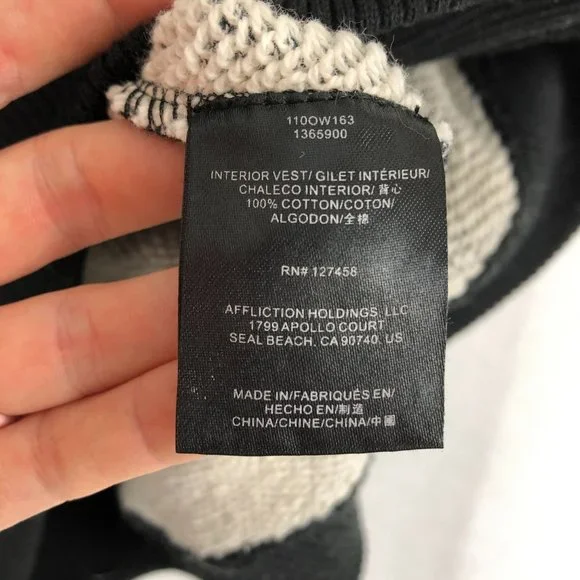 110OW163
1365900
INTERIOR VEST/ GILET INTÉRIEUR/
CHALECO INTERIOR/ 背心
100% COTTON/COTON/
ALGODON/全棉
RN# 127458
AFFLICTION HOLDINGS, LLC
1799 APOLLO COURT
SEAL BEACH, CA 90740, US
MADE IN/FABRIQUÉS EN/
HECHO EN/制造
CHINA/CHINE/CHINA/中國